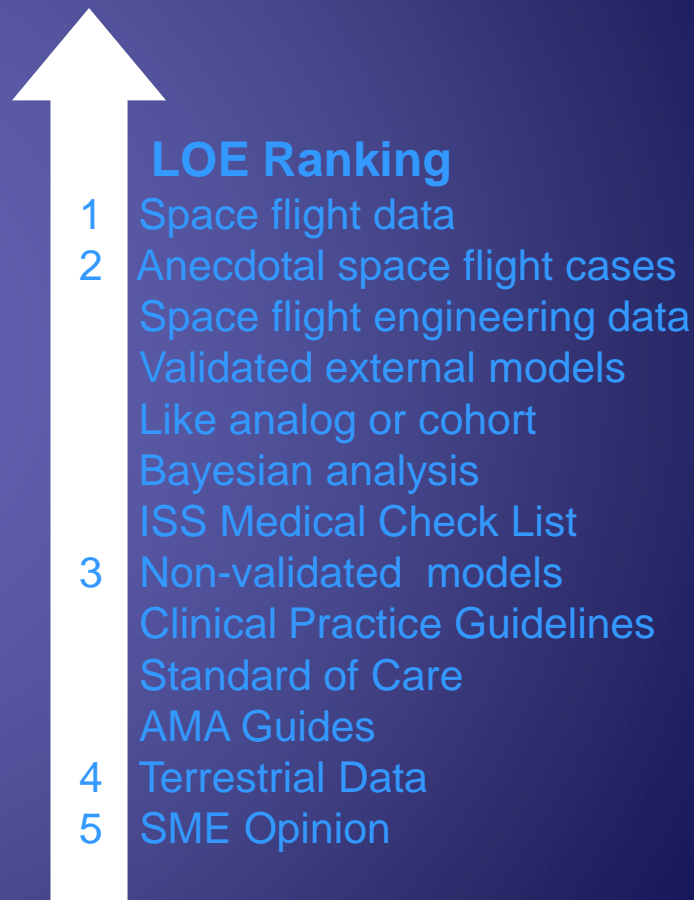 LOE Ranking
1 Space flight data
2 Anecdotal space flight cases
Space flight engineering data
Validated external models
Like analog or cohort
Bayesian analysis
ISS Medical Check List
3 Non-validated models
Clinical Practice Guidelines
Standard of Care
AMA Guides
4 Terrestrial Data
5 SME Opinion